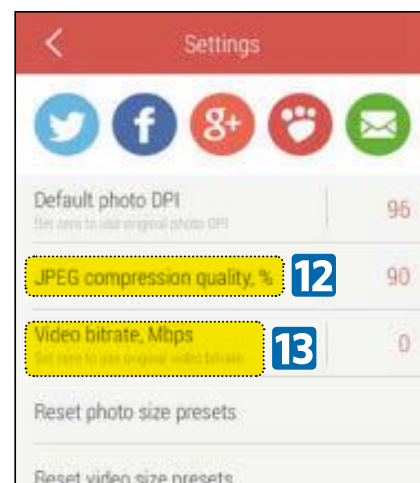 Settings
f
g+
Default photo DPI
96
Set zero to use original photo DPI
JPEG compression quality, %
12
90
Video bitrate, Mbps
13
0
Set zero to use original video bitrate
Reset photo size presets
Reset video size presets